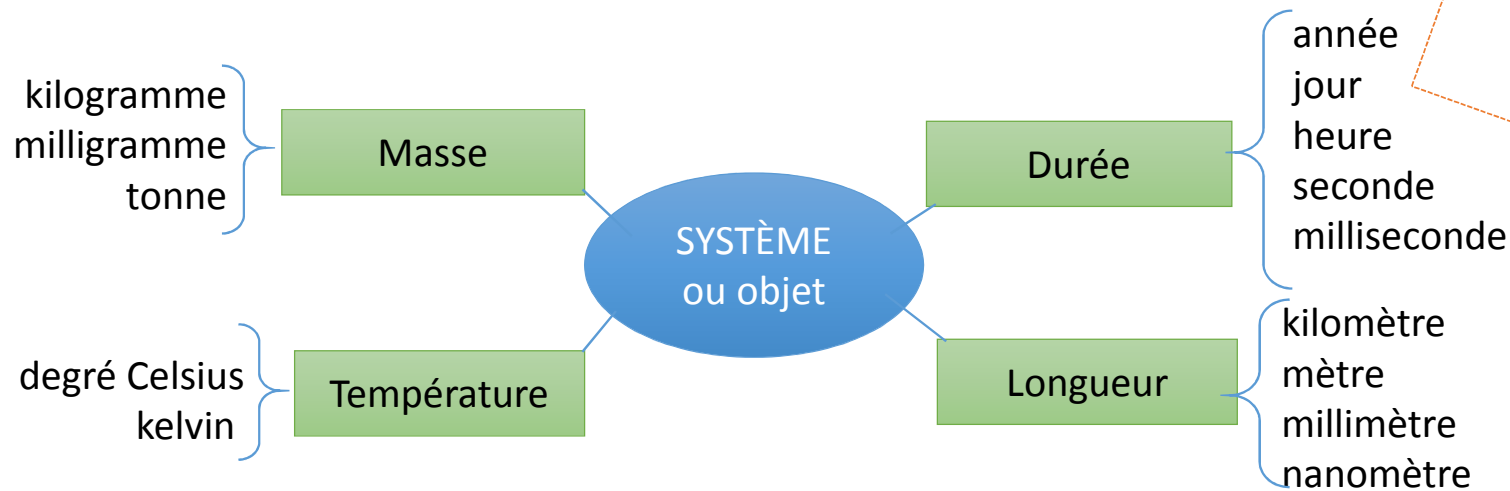 kilogramme
milligramme
tonne
Masse
SYSTÈME
ou objet
Durée
année
jour
heure
seconde
milliseconde
degré Celsius
kelvin
Température
Longueur
kilomètre
mètre
millimètre
nanomètre